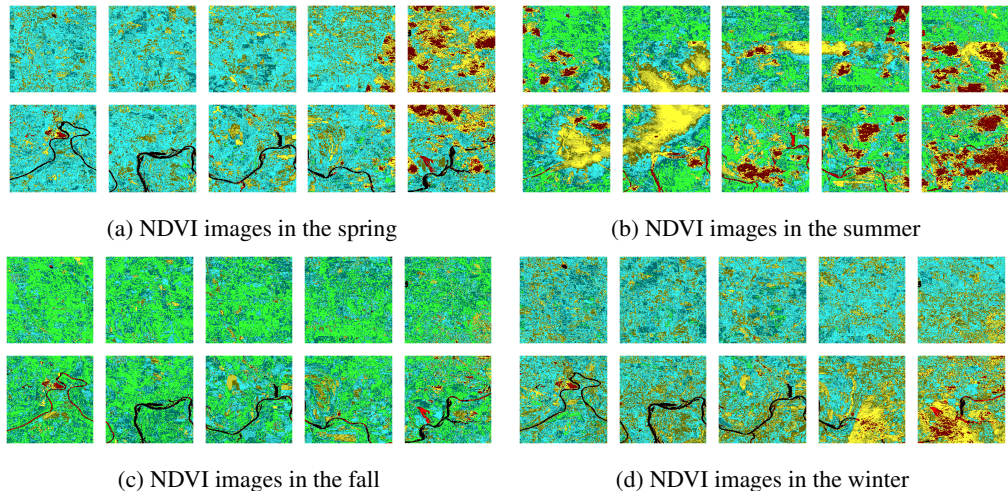 (a) NDVI images in the spring
(b) NDVI images in the summer
(c) NDVI images in the fall
(d) NDVI images in the winter